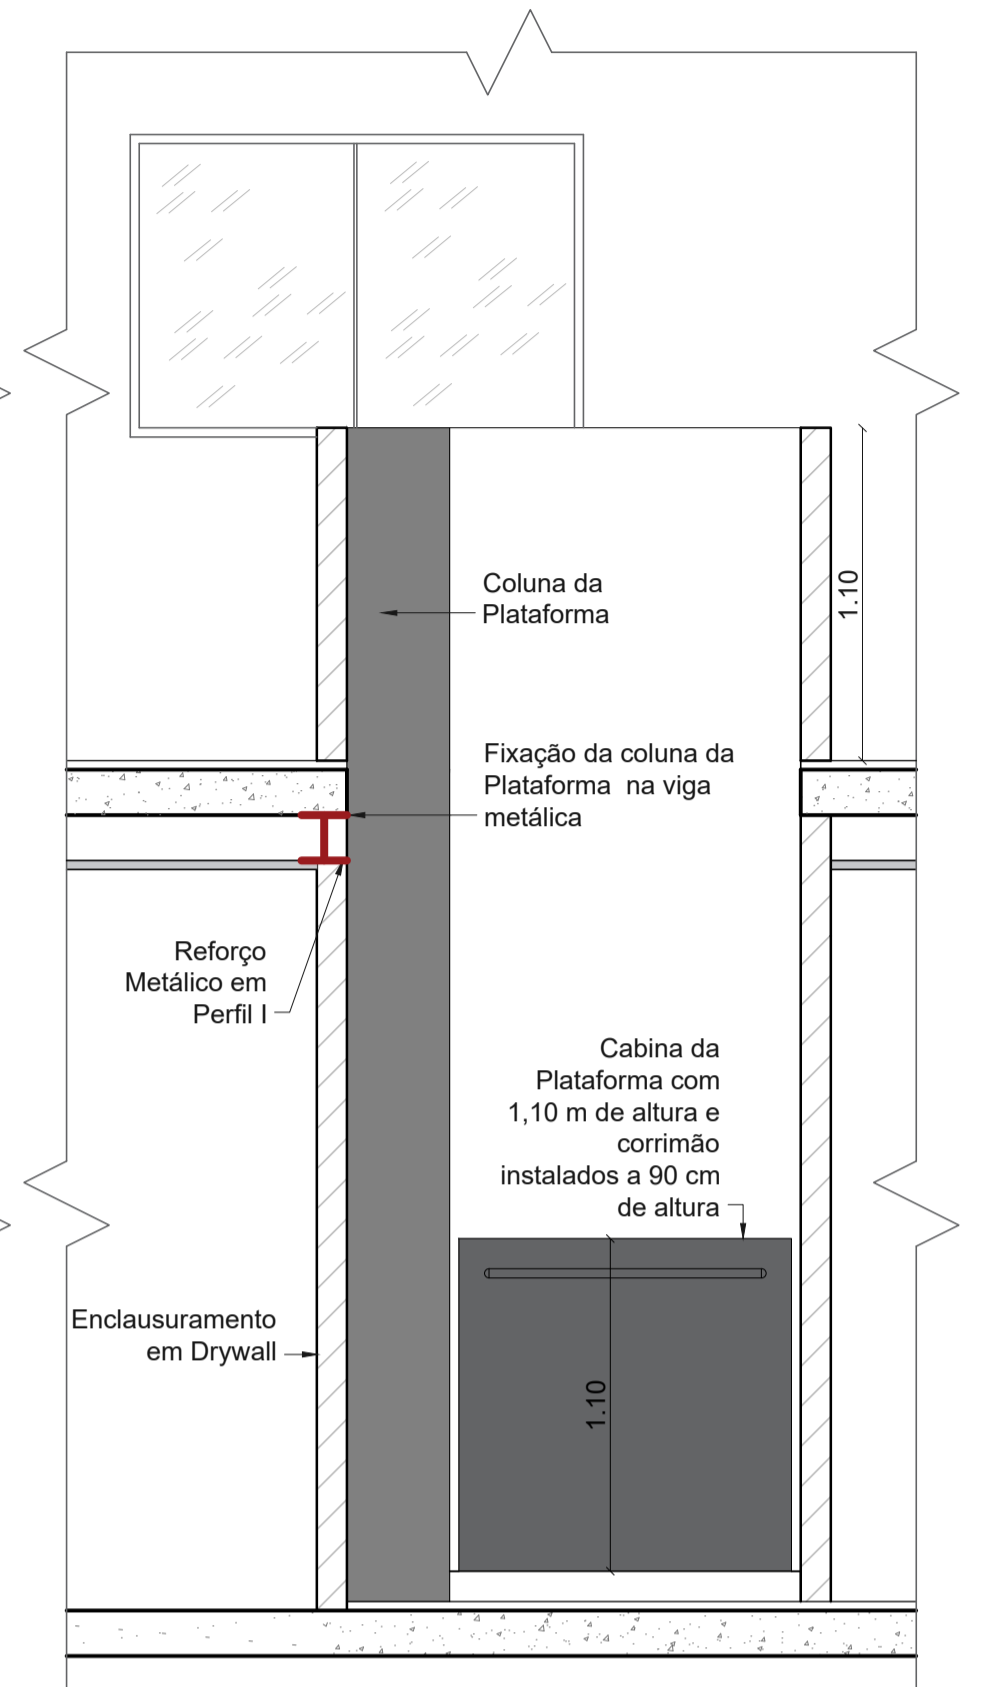 Coluna da
Plataforma
1.10
Fixação da coluna da
Plataforma na viga
metálica
Reforço
Metálico em
Perfil I
Cabina da
Plataforma com
1,10 m de altura e
corrimão
instalados a 90 cm
de altura
Enclausuramento
em Drywall
1.10